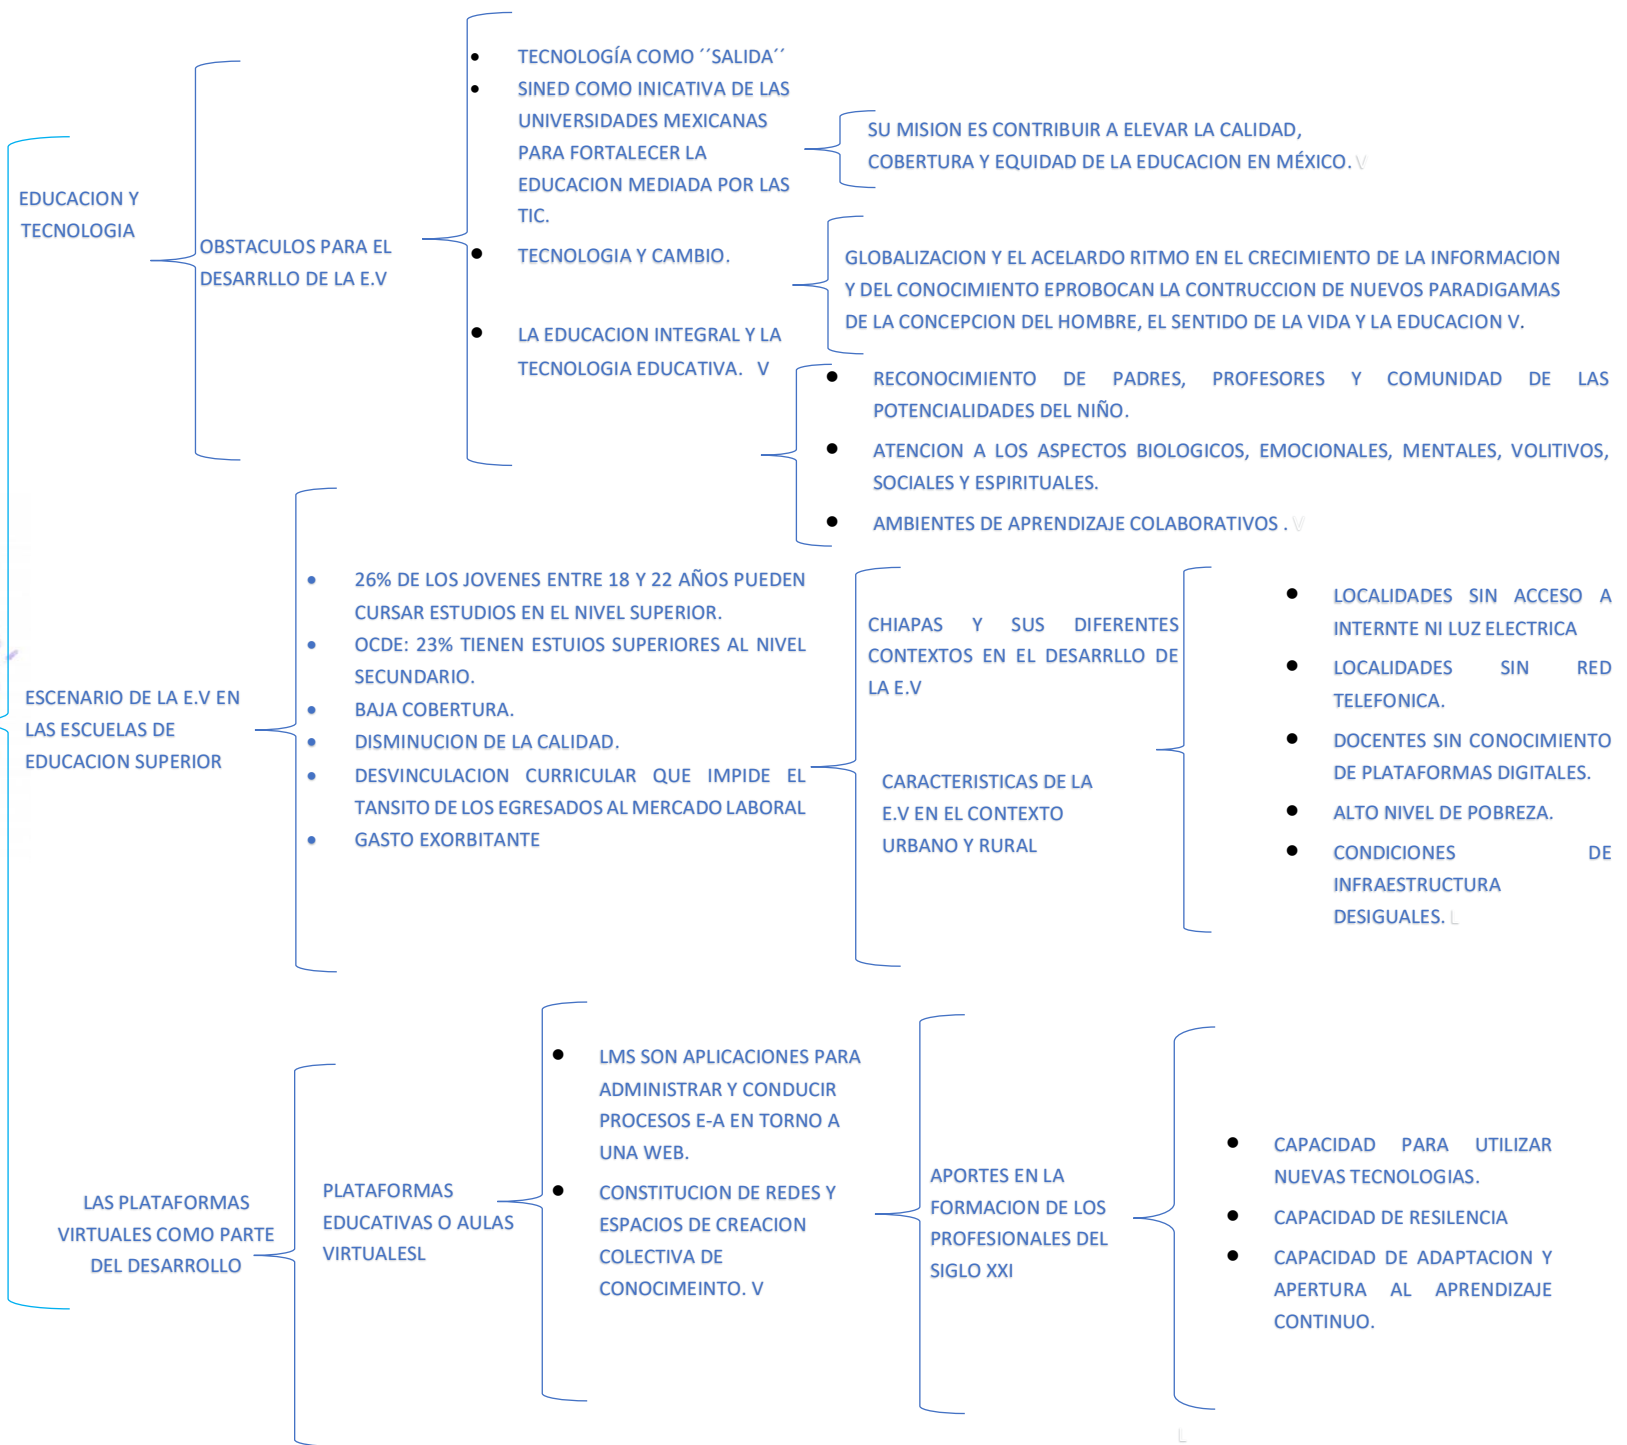 EDUCACION Y
TECNOLOGIA
OBSTACULOS PARA EL
DESARRLLO DE LA E.V
TECNOLOGÍA COMO ´´SALIDA´´
SINED COMO INICATIVA DE LAS
UNIVERSIDADES MEXICANAS
PARA FORTALECER LA
EDUCACION MEDIADA POR LAS
TIC.
TECNOLOGIA Y CAMBIO.
LA EDUCACION INTEGRAL Y LA
TECNOLOGIA EDUCATIVA. V
SU MISION ES CONTRIBUIR A ELEVAR LA CALIDAD,
COBERTURA Y EQUIDAD DE LA EDUCACION EN MÉXICO. V
GLOBALIZACION Y EL ACELARDO RITMO EN EL CRECIMIENTO DE LA INFORMACION
Y DEL CONOCIMIENTO EPROBOCAN LA CONTRUCCION DE NUEVOS PARADIGAMAS
DE LA CONCEPCION DEL HOMBRE, EL SENTIDO DE LA VIDA Y LA EDUCACION V.
RECONOCIMIENTO DE PADRES, PROFESORES Y COMUNIDAD DE LAS
POTENCIALIDADES DEL NIÑO.
ATENCION A LOS ASPECTOS BIOLOGICOS, EMOCIONALES, MENTALES, VOLITIVOS,
SOCIALES Y ESPIRITUALES.
AMBIENTES DE APRENDIZAJE COLABORATIVOS . V
ESCENARIO DE LA E.V EN
LAS ESCUELAS DE
EDUCACION SUPERIOR
26% DE LOS JOVENES ENTRE 18 Y 22 AÑOS PUEDEN
CURSAR ESTUDIOS EN EL NIVEL SUPERIOR.
OCDE: 23% TIENEN ESTUIOS SUPERIORES AL NIVEL
SECUNDARIO.
BAJA COBERTURA.
DISMINUCION DE LA CALIDAD.
DESVINCULACION CURRICULAR QUE IMPIDE EL
TANSITO DE LOS EGRESADOS AL MERCADO LABORAL
GASTO EXORBITANTE
CHIAPAS Y SUS DIFERENTES
CONTEXTOS EN EL DESARRLLO DE
LA E.V
CARACTERISTICAS DE LA
E.V EN EL CONTEXTO
URBANO Y RURAL
LOCALIDADES SIN ACCESO A
INTERNTE NI LUZ ELECTRICA
LOCALIDADES SIN RED
TELEFONICA.
DOCENTES SIN CONOCIMIENTO
DE PLATAFORMAS DIGITALES.
ALTO NIVEL DE POBREZA.
CONDICIONES DE
INFRAESTRUCTURA
DESIGUALES. L
LAS PLATAFORMAS
VIRTUALES COMO PARTE
DEL DESARROLLO
PLATAFORMAS
EDUCATIVAS O AULAS
VIRTUALESL
LMS SON APLICACIONES PARA
ADMINISTRAR Y CONDUCIR
PROCESOS E-A EN TORNO A
UNA WEB.
CONSTITUCION DE REDES Y
ESPACIOS DE CREACION
COLECTIVA DE
CONOCIMEINTO. V
APORTES EN LA
FORMACION DE LOS
PROFESIONALES DEL
SIGLO XXI
CAPACIDAD PARA UTILIZAR
NUEVAS TECNOLOGIAS.
CAPACIDAD DE RESILENCIA
CAPACIDAD DE ADAPTACION Y
APERTURA AL APRENDIZAJE
CONTINUO.
L